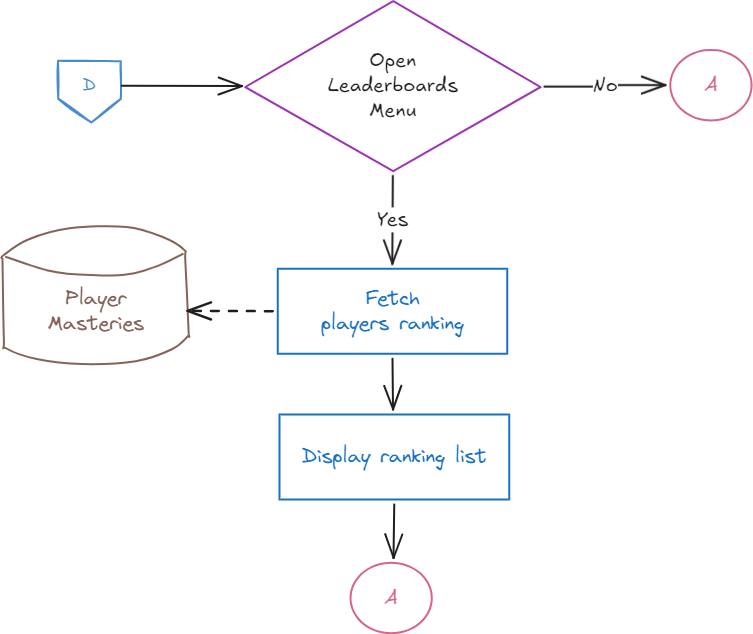 D
Open
Leaderboards
Menu
No
A
Yes
Player
Masteries
Fetch
players ranking
Display ranking list
A